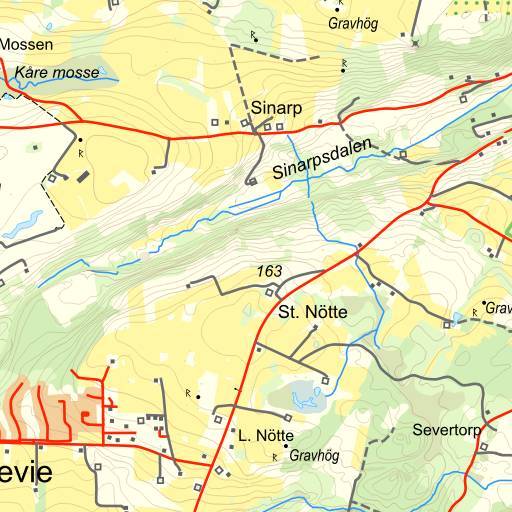 Gravhög
R
R
Mossen
Kåre mosse
R
Sinarp
Sinarpsdalen
R
163
St. Nötte
Grav
R
R
L. Nötte
Severtorp
Gravhög
R
evie